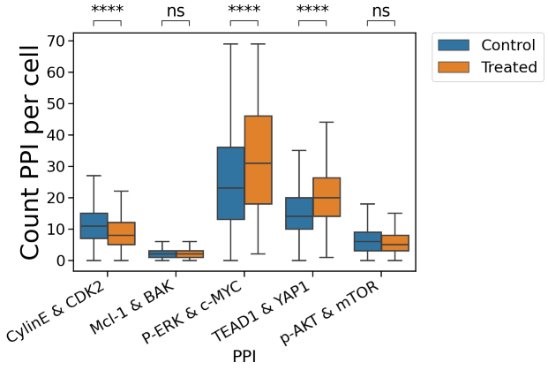 **** ns **** **** ns
Control
Treated
Count PPI per cell
70
60
50
40
30
20
10
0
CylinE & CDK2
Mcl-1 & BAK
P-ERK & c-MYC
TEAD1 & YAP1
p-AKT & mTOR
PPI